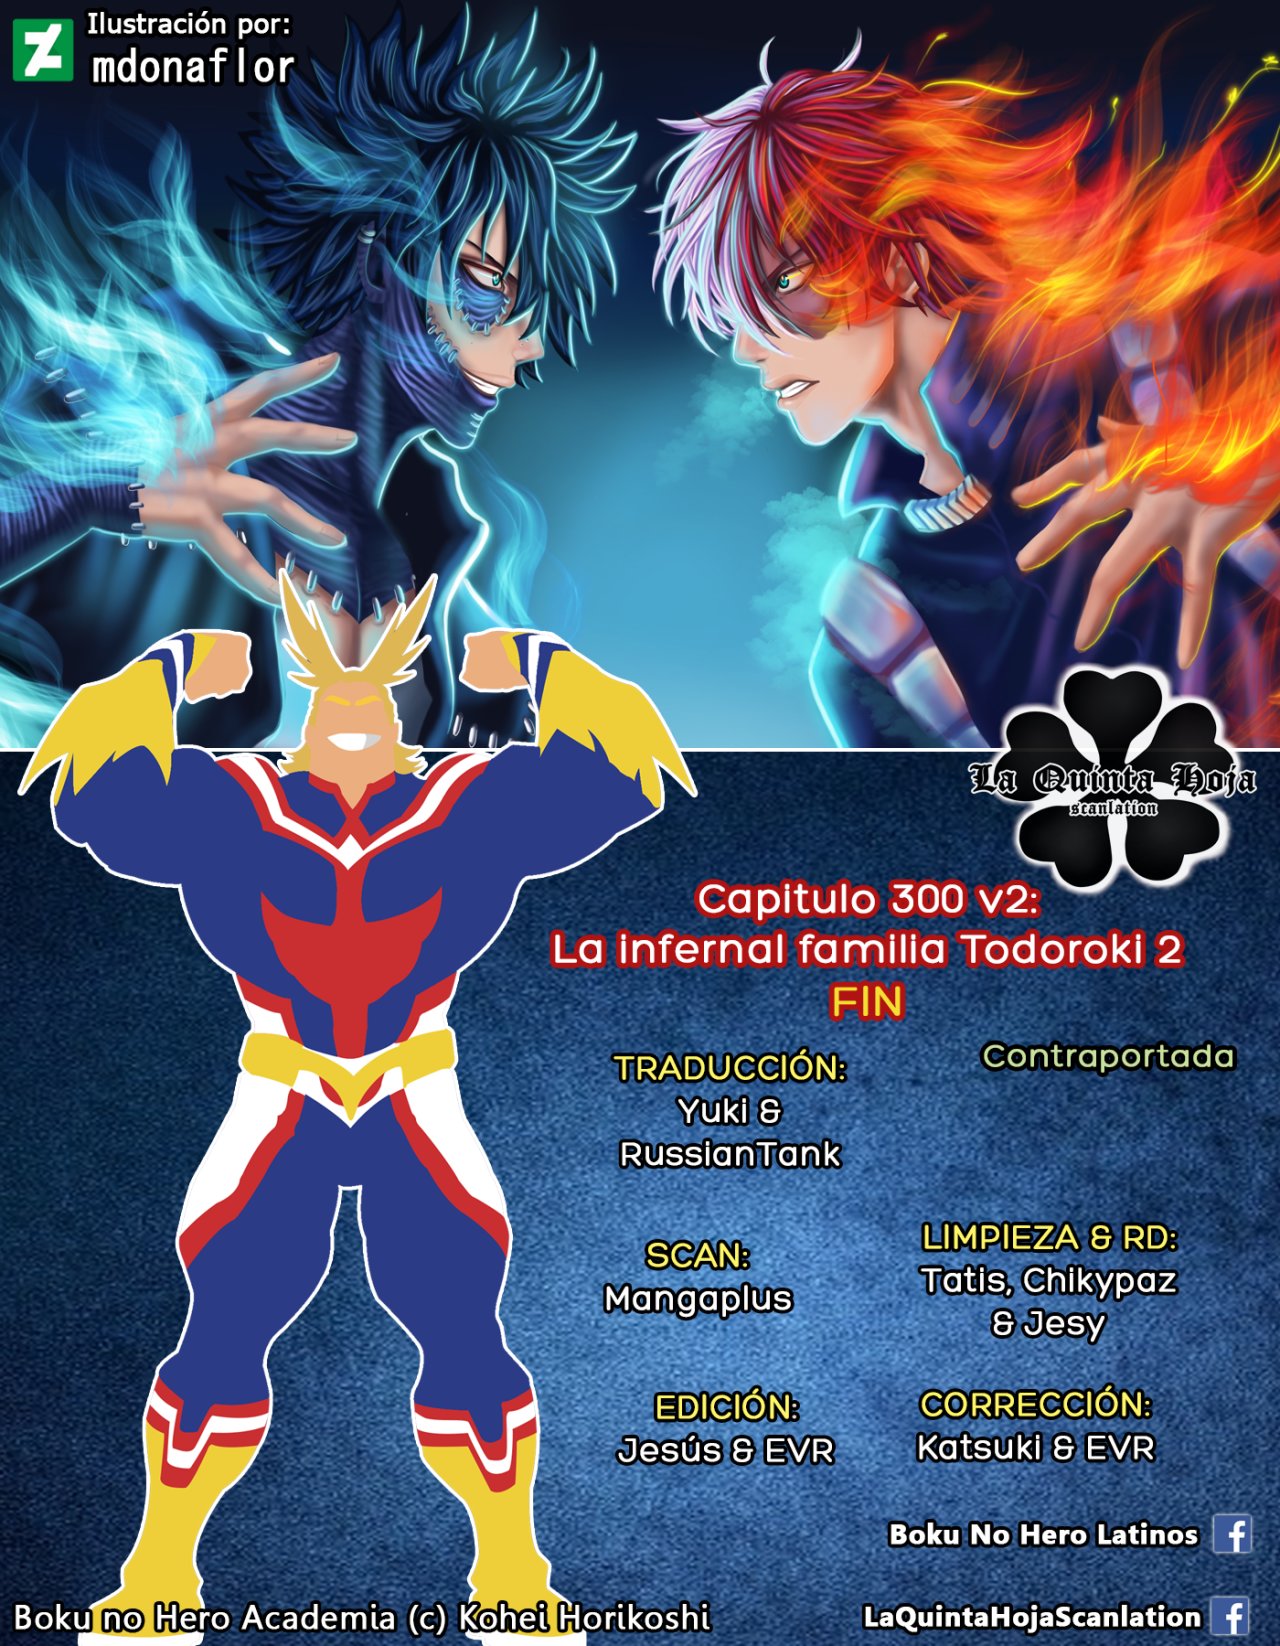 Ilustración por:
mdonaflor
La Quinta Hoja
scanlation
Capitulo 300 v2:
La infernal familia Todoroki 2
FIN
Contraportada
TRADUCCIÓN:
Yuki &
RussianTank
SCAN:
Mangaplus
LIMPIEZA & RD:
Tatis, Chikypaz
& Jesy
EDICIÓN:
Jesús & EVR
CORRECCIÓN:
Katsuki & EVR
Boku No Hero Latinos
LaQuintaHojaScanlation
Boku no Hero Academia (c) Kohei Horikoshi